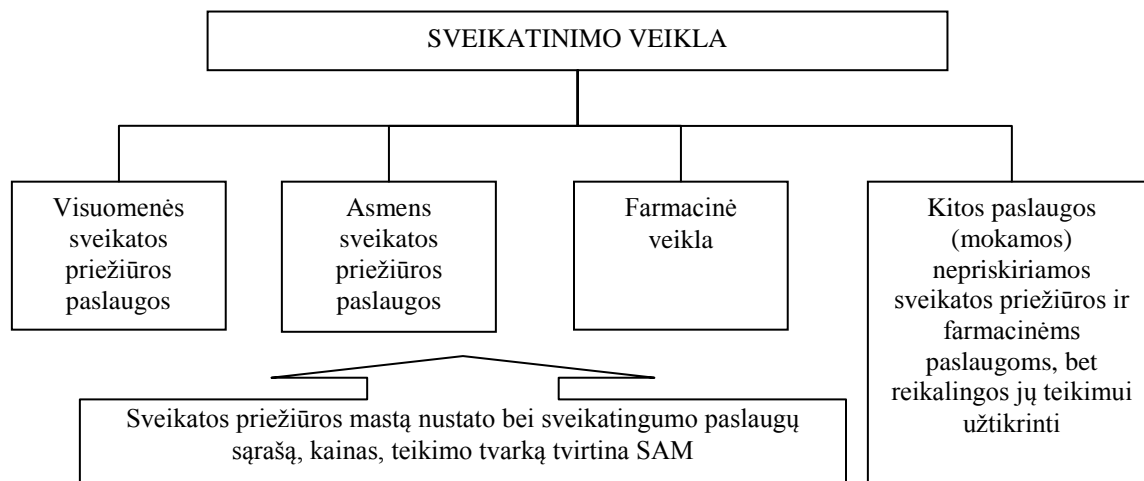 SVEIKATINIMO VEIKLA
Visuomenės
sveikatos
priežiūros
paslaugos
Asmens
sveikatos
priežiūros
paslaugos
Farmacinė
veikla
Kitos paslaugos
(mokamos)
nepriskiriamos
sveikatos priežiūros ir
farmacinėms
paslaugoms, bet
reikalingos jų teikimui
užtikrinti
Sveikatos priežiūros mastą nustato bei sveikatingumo paslaugų
sąrašą, kainas, teikimo tvarką tvirtina SAM